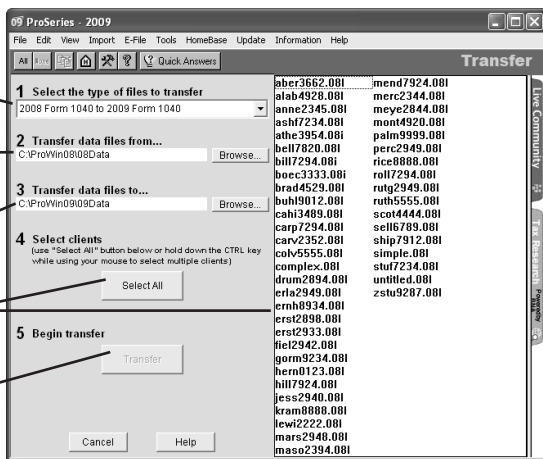 09 ProSeries - 2009
File Edit View Import E-File Tools HomeBase Update Information Help
All None Quick Answers Transfer
1 Select the type of files to transfer
2008 Form 1040 to 2009 Form 1040
2 Transfer data files from...
C:\ProWin08\08Data Browse...
3 Transfer data files to...
C:\ProWin09\09Data Browse...
4 Select clients
(use "Select All" button below or hold down the CTRL key
while using your mouse to select multiple clients)
Select All
5 Begin transfer
Transfer
Cancel Help
aber3662.08I
alab4928.08I
anne2345.08I
ashf7234.08I
athe3954.08i
bell7820.08I
bill7294.08i
boec3333.08i
brad4529.08I
buhl9012.08I
cahi3489.08I
carp7294.08I
carv2352.08I
colv5555.08I
complex.08I
drum2894.08I
erla2949.08I
ernh8934.08I
erst2898.08I
erst2933.08I
fiel2942.08I
gorm9234.08I
hern0123.08I
hill7924.08I
jess2940.08I
kram8888.08I
lewi2222.08I
mars2948.08I
maso2394.08I
mend7924.08I
merc2344.08I
meye2844.08I
mont4920.08I
palm9999.08I
perc2949.08I
rice8888.08I
roll7294.08I
rutg2949.08I
ruth5555.08I
scot4444.08I
sell6789.08I
ship7912.08I
simple.08I
stuf7234.08I
untitled.08I
zstu9287.08I
Live Community
Tax Research
Powered by